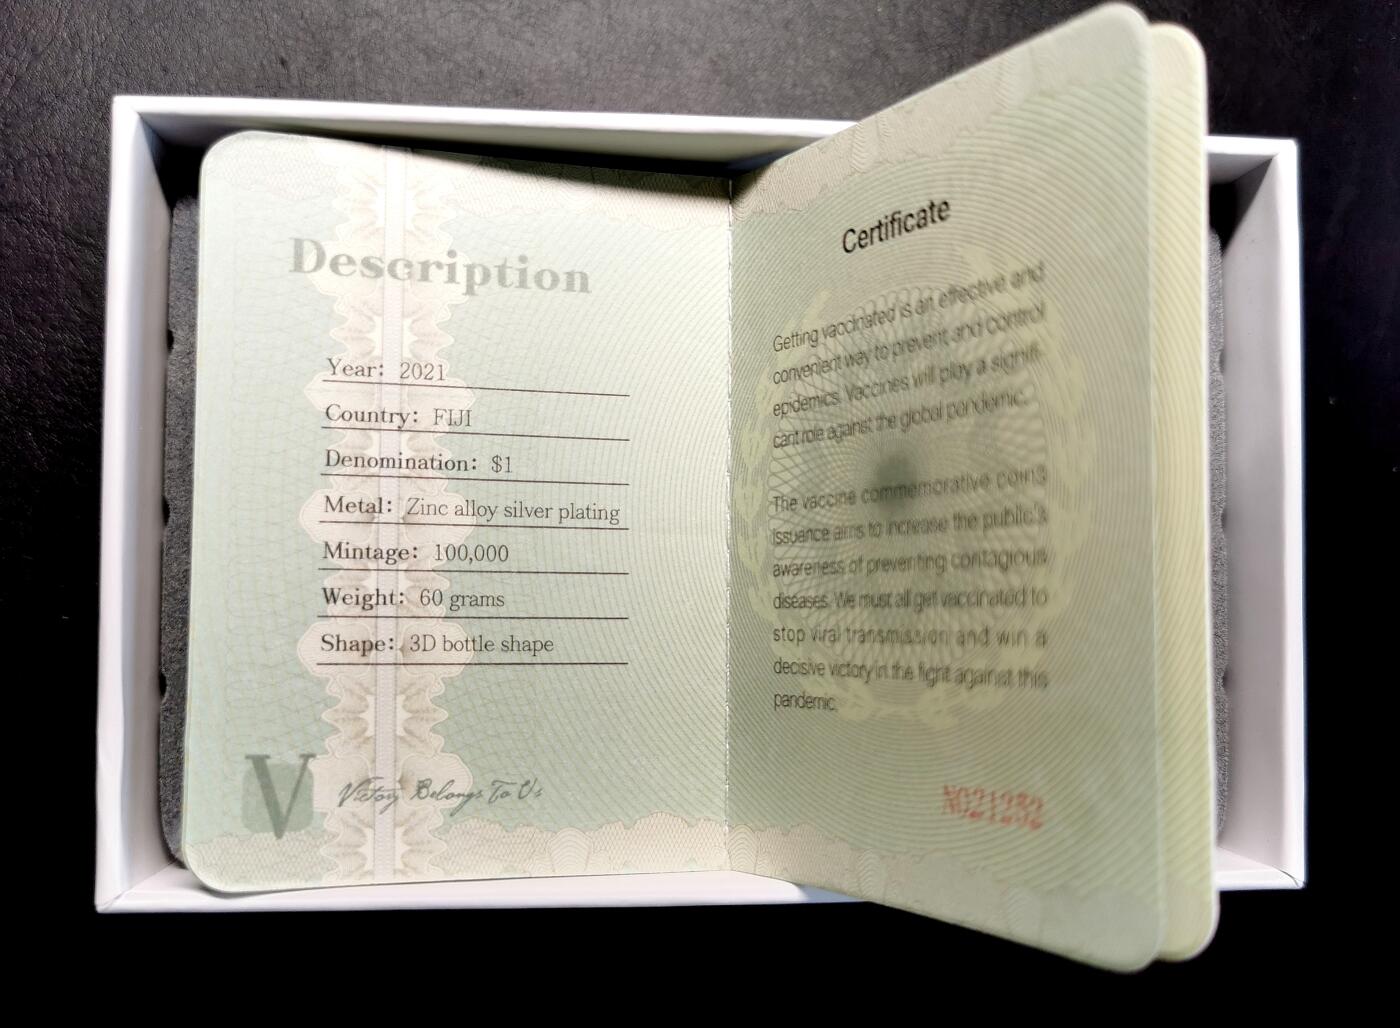 Description
Year: 2021
Country: FIJI
Denomination: $1
Metal: Zinc alloy silver plating
Mintage: 100,000
Weight: 60 grams
Shape: 3D bottle shape
V
Victory Belongs To Us
Certificate
Getting vaccinated is an effective and
convenient way to prevent and control
epidemics. Vaccines will play a signifi-
cant role against the global pandemic.
The vaccine commemorative coin's
issuance aims to increase the public's
awareness of preventing contagious
diseases. We must all get vaccinated to
stop viral transmission and win a
decisive victory in the fight against this
pandemic.
NO21232